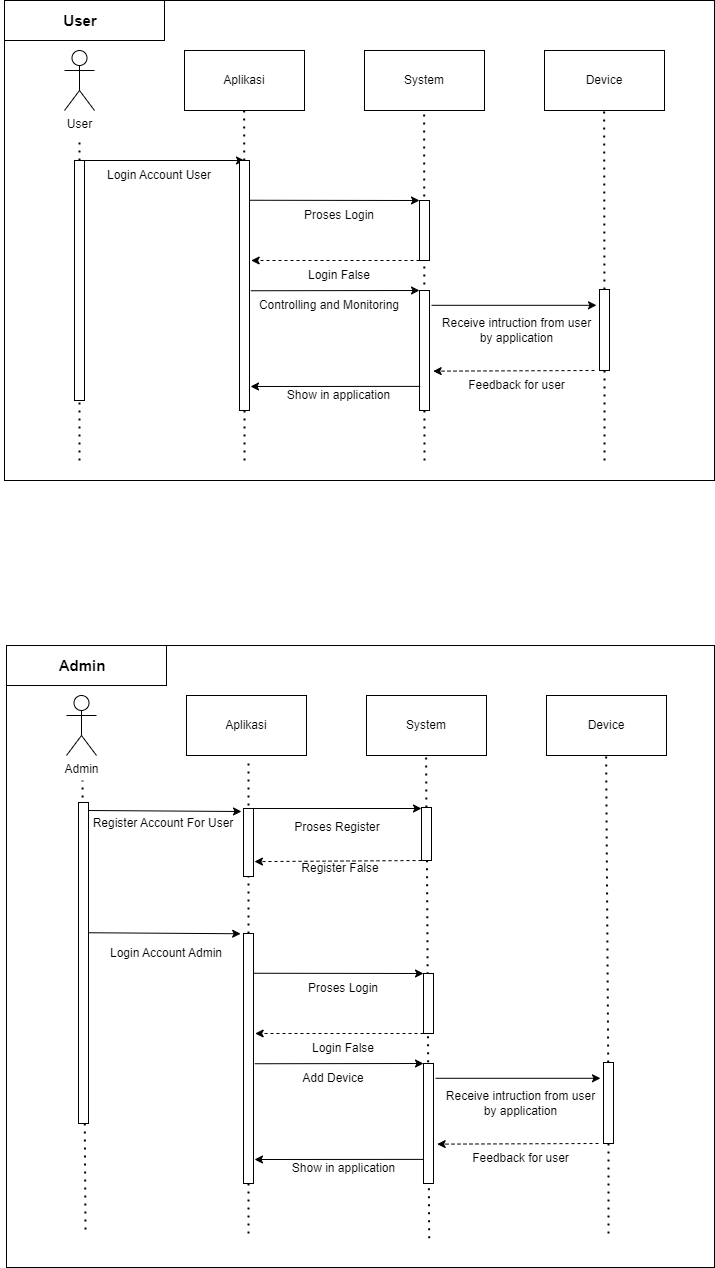 User
Aplikasi
System
Device
User
Login Account User
Proses Login
Login False
Controlling and Monitoring
Receive intruction from user
by application
Feedback for user
Show in application
Admin
Aplikasi
System
Device
Admin
Register Account For User
Proses Register
Register False
Login Account Admin
Proses Login
Login False
Add Device
Receive intruction from user
by application
Feedback for user
Show in application